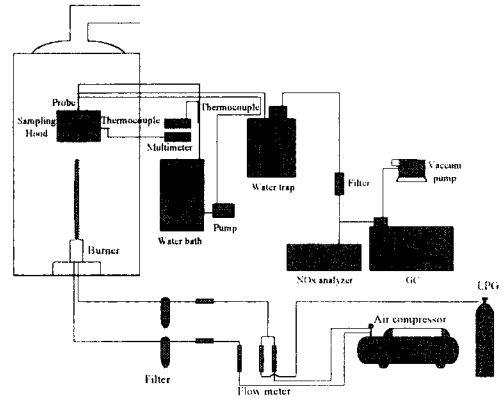 Probe
Sampling
Hood
Thermocouple
Thermocouple
Multimeter
Water bath
Pump
Water trap
Filter
Vaccum
pump
NOx analyzer
GC
Burner
LPG
Air compressor
Filter
Flow meter